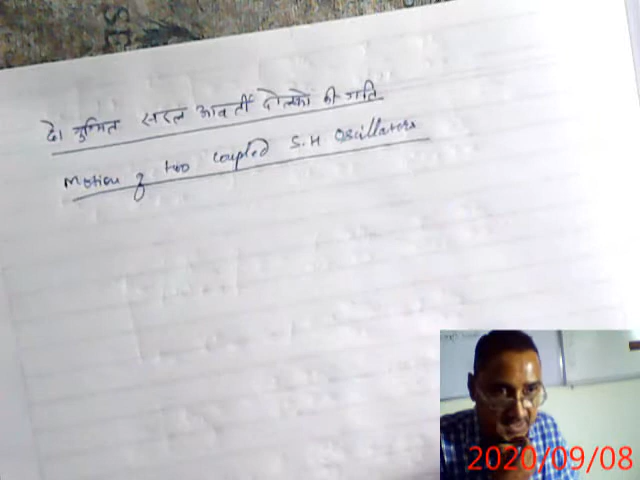 दो युग्मित सरल आवर्ती दोलको की गति
Motion of two coupled S.H. Oscillators
2020/09/08